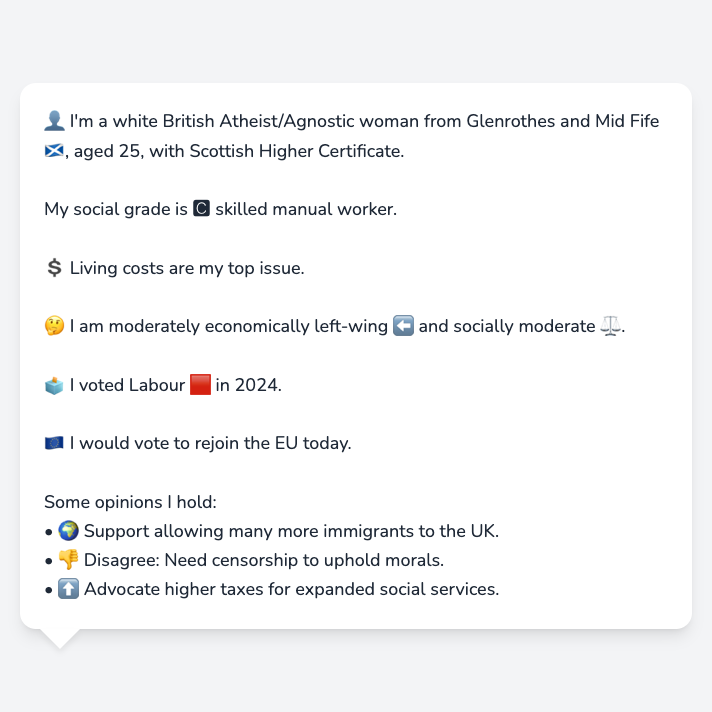 👤 I'm a white British Atheist/Agnostic woman from Glenrothes and Mid Fife
🏴󠁧󠁢󠁳󠁣󠁴󠁿, aged 25, with Scottish Higher Certificate.
My social grade is 🅲 skilled manual worker.
💲 Living costs are my top issue.
🤔 I am moderately economically left-wing ⬅️ and socially moderate ⚖️.
🗳️ I voted Labour 🟥 in 2024.
🇪🇺 I would vote to rejoin the EU today.
Some opinions I hold:
• 🌍 Support allowing many more immigrants to the UK.
• 👎 Disagree: Need censorship to uphold morals.
• ⬆️ Advocate higher taxes for expanded social services.